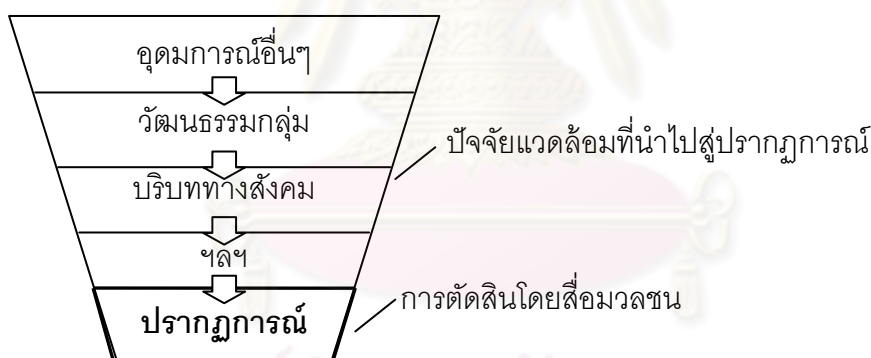 อุดมการณ์อื่นๆ
วัฒนธรรมกลุ่ม
ปัจจัยแวดล้อมที่นำไปสู่ปรากฏการณ์
บริบททางสังคม
ฯลฯ
การตัดสินโดยสื่อมวลชน
ปรากฏการณ์